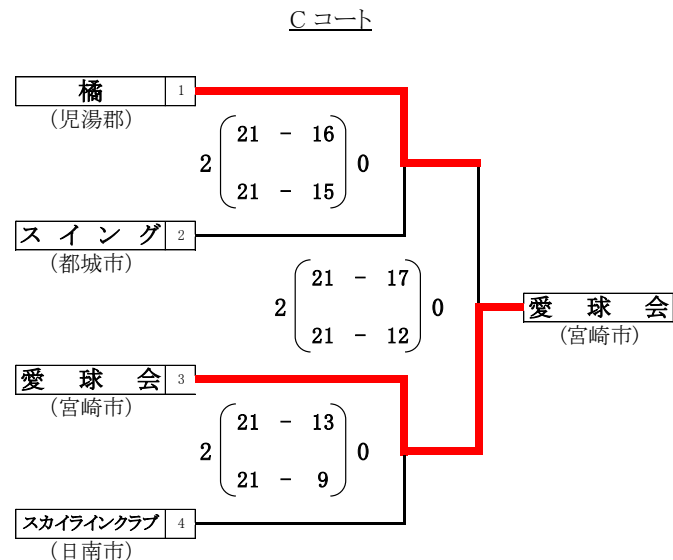 C コート
橘 1
(児湯郡)
21 - 16
2 0
21 - 15
スイング 2
(都城市)
21 - 17
2 0
21 - 12
愛球会
(宮崎市)
愛球会 3
(宮崎市)
21 - 13
2 0
21 - 9
スカイラインクラブ 4
(日南市)